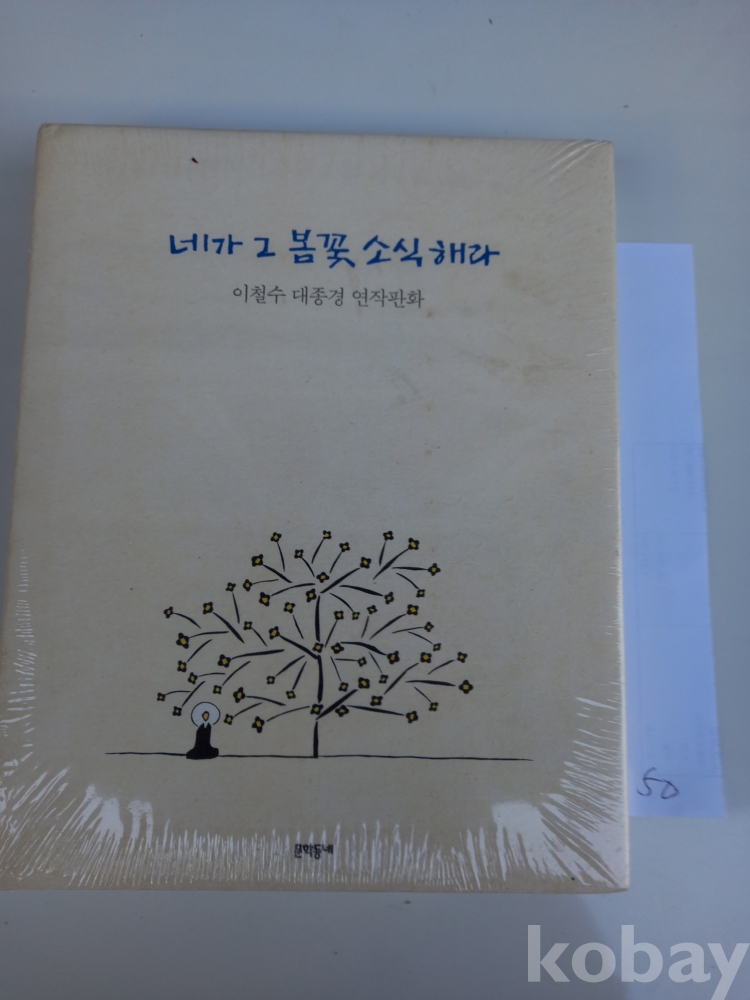 네가 그 봄꽃 소식 해라
이철수 대종경 연작판화
문학동네
50
kobay